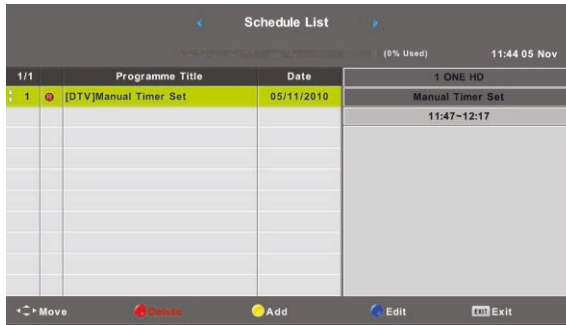 Schedule List
(0% Used) 11:44 05 Nov
1/1 Programme Title Date 1 ONE HD
1 R [DTV]Manual Timer Set 05/11/2010 Manual Timer Set
11:47~12:17
Move Delete Add Edit EXIT Exit